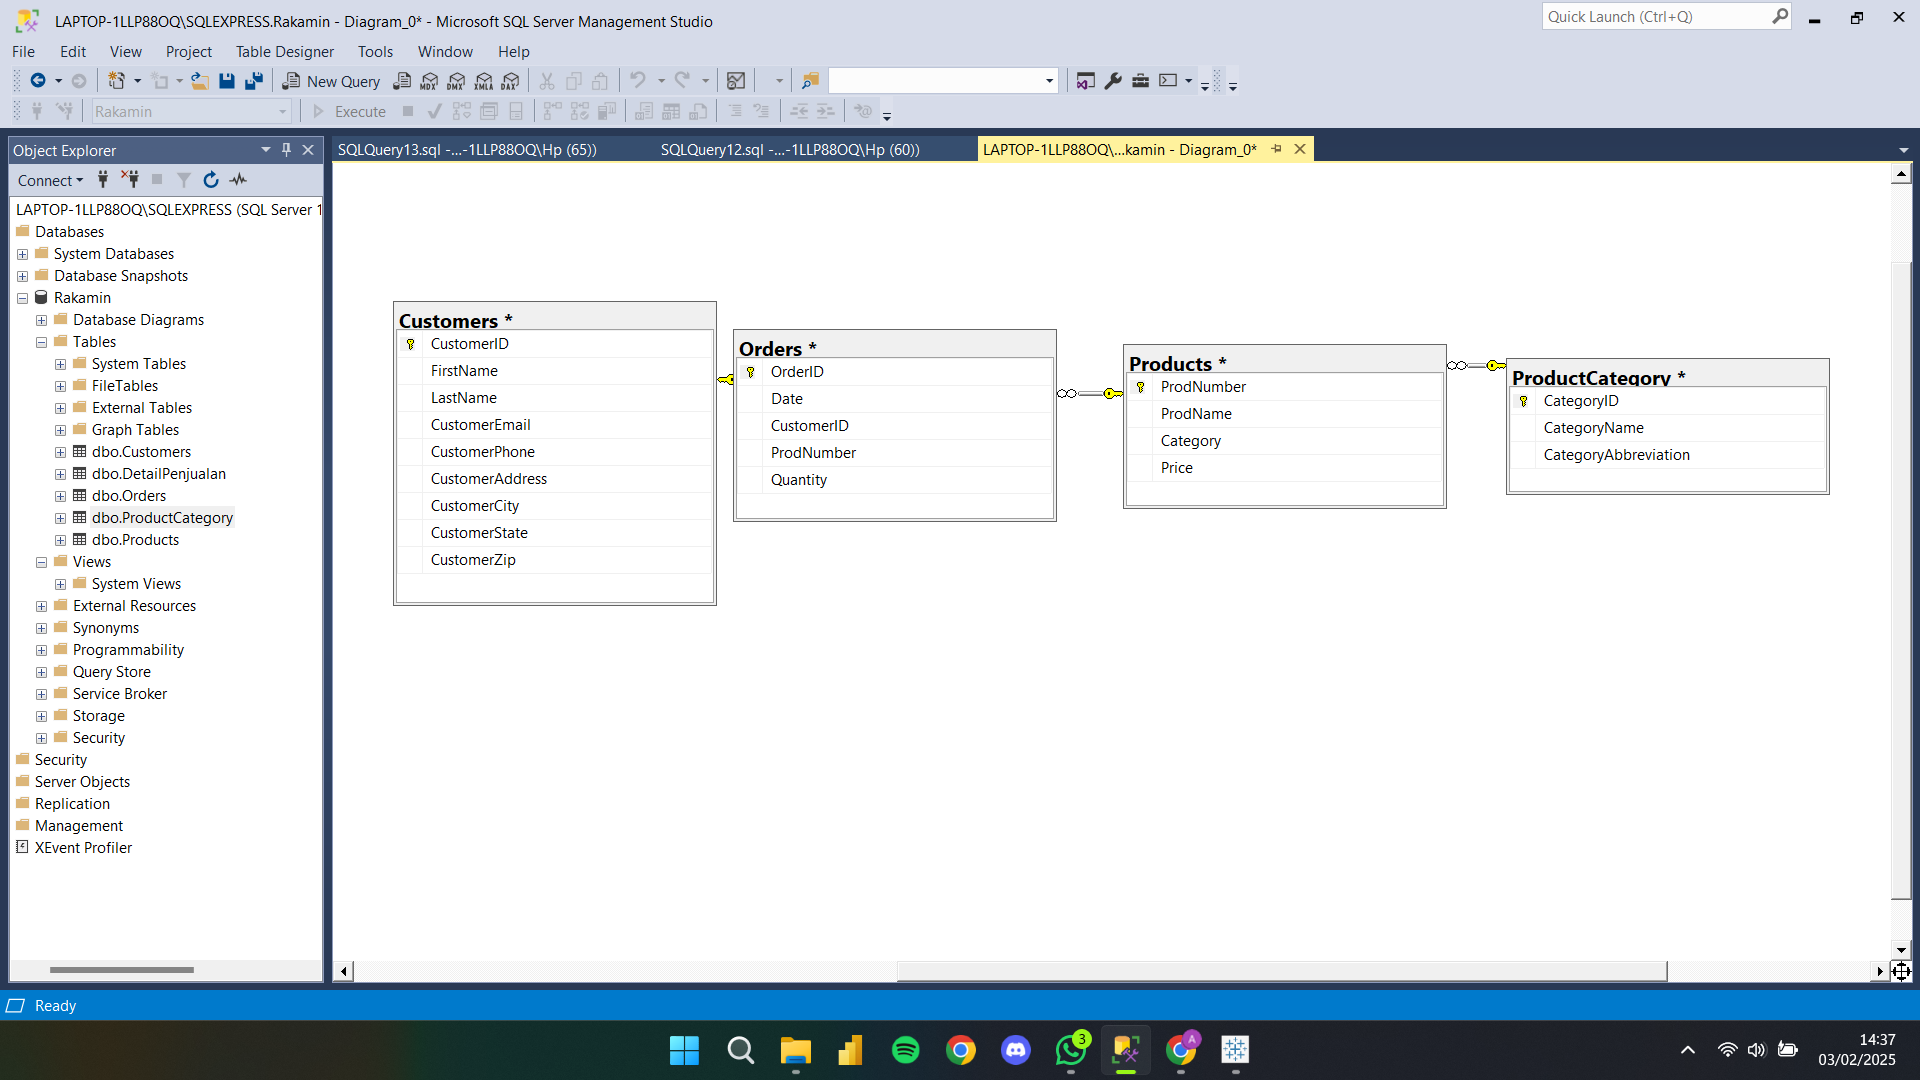 LAPTOP-1LLP88OQ\SQLEXPRESS.Rakamin - Diagram_0* - Microsoft SQL Server Management Studio
Quick Launch (Ctrl+Q)
File Edit View Project Table Designer Tools Window Help
New Query MDX DMX XMLA DAX
Rakamin Execute
Object Explorer
SQLQuery13.sql -...-1LLP88OQ\Hp (65))
SQLQuery12.sql -...-1LLP88OQ\Hp (60))
LAPTOP-1LLP88OQ\...kamin - Diagram_0*
Connect
LAPTOP-1LLP88OQ\SQLEXPRESS (SQL Server 1
Databases
System Databases
Database Snapshots
Rakamin
Database Diagrams
Tables
System Tables
FileTables
External Tables
Graph Tables
dbo.Customers
dbo.DetailPenjualan
dbo.Orders
dbo.ProductCategory
dbo.Products
Views
System Views
External Resources
Synonyms
Programmability
Query Store
Service Broker
Storage
Security
Security
Server Objects
Replication
Management
XEvent Profiler
Customers *
CustomerID
FirstName
LastName
CustomerEmail
CustomerPhone
CustomerAddress
CustomerCity
CustomerState
CustomerZip
Orders *
OrderID
Date
CustomerID
ProdNumber
Quantity
Products *
ProdNumber
ProdName
Category
Price
ProductCategory *
CategoryID
CategoryName
CategoryAbbreviation
Ready
3
A
14:37
03/02/2025